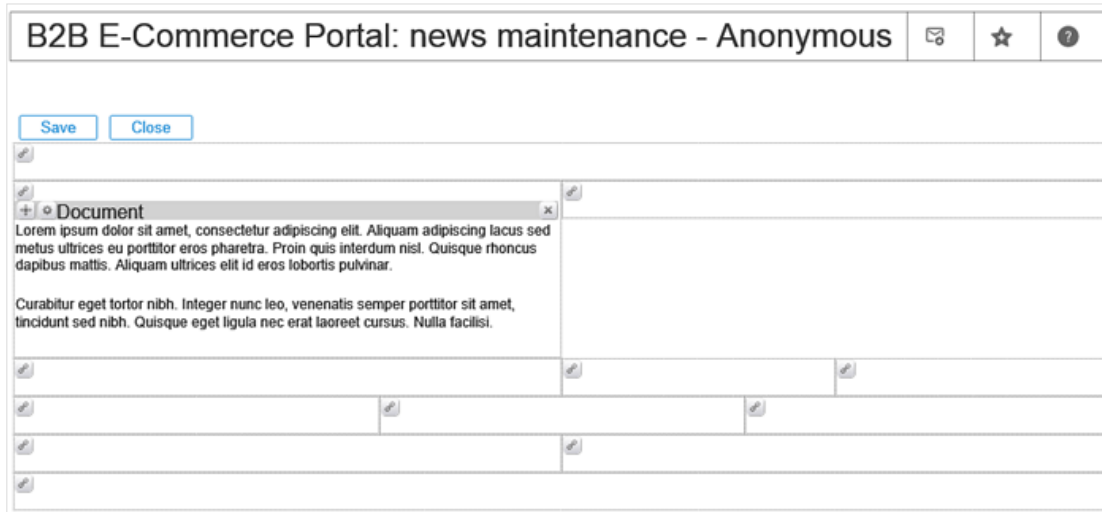 B2B E-Commerce Portal: news maintenance - Anonymous
Save Close
Document
Lorem ipsum dolor sit amet, consectetur adipiscing elit. Aliquam adipiscing lacus sed
metus ultrices eu porttitor eros pharetra. Proin quis interdum nisl. Quisque rhoncus
dapibus mattis. Aliquam ultrices elit id eros lobortis pulvinar.
Curabitur eget tortor nibh. Integer nunc leo, venenatis semper porttitor sit amet,
tincidunt sed nibh. Quisque eget ligula nec erat laoreet cursus. Nulla facilisi.